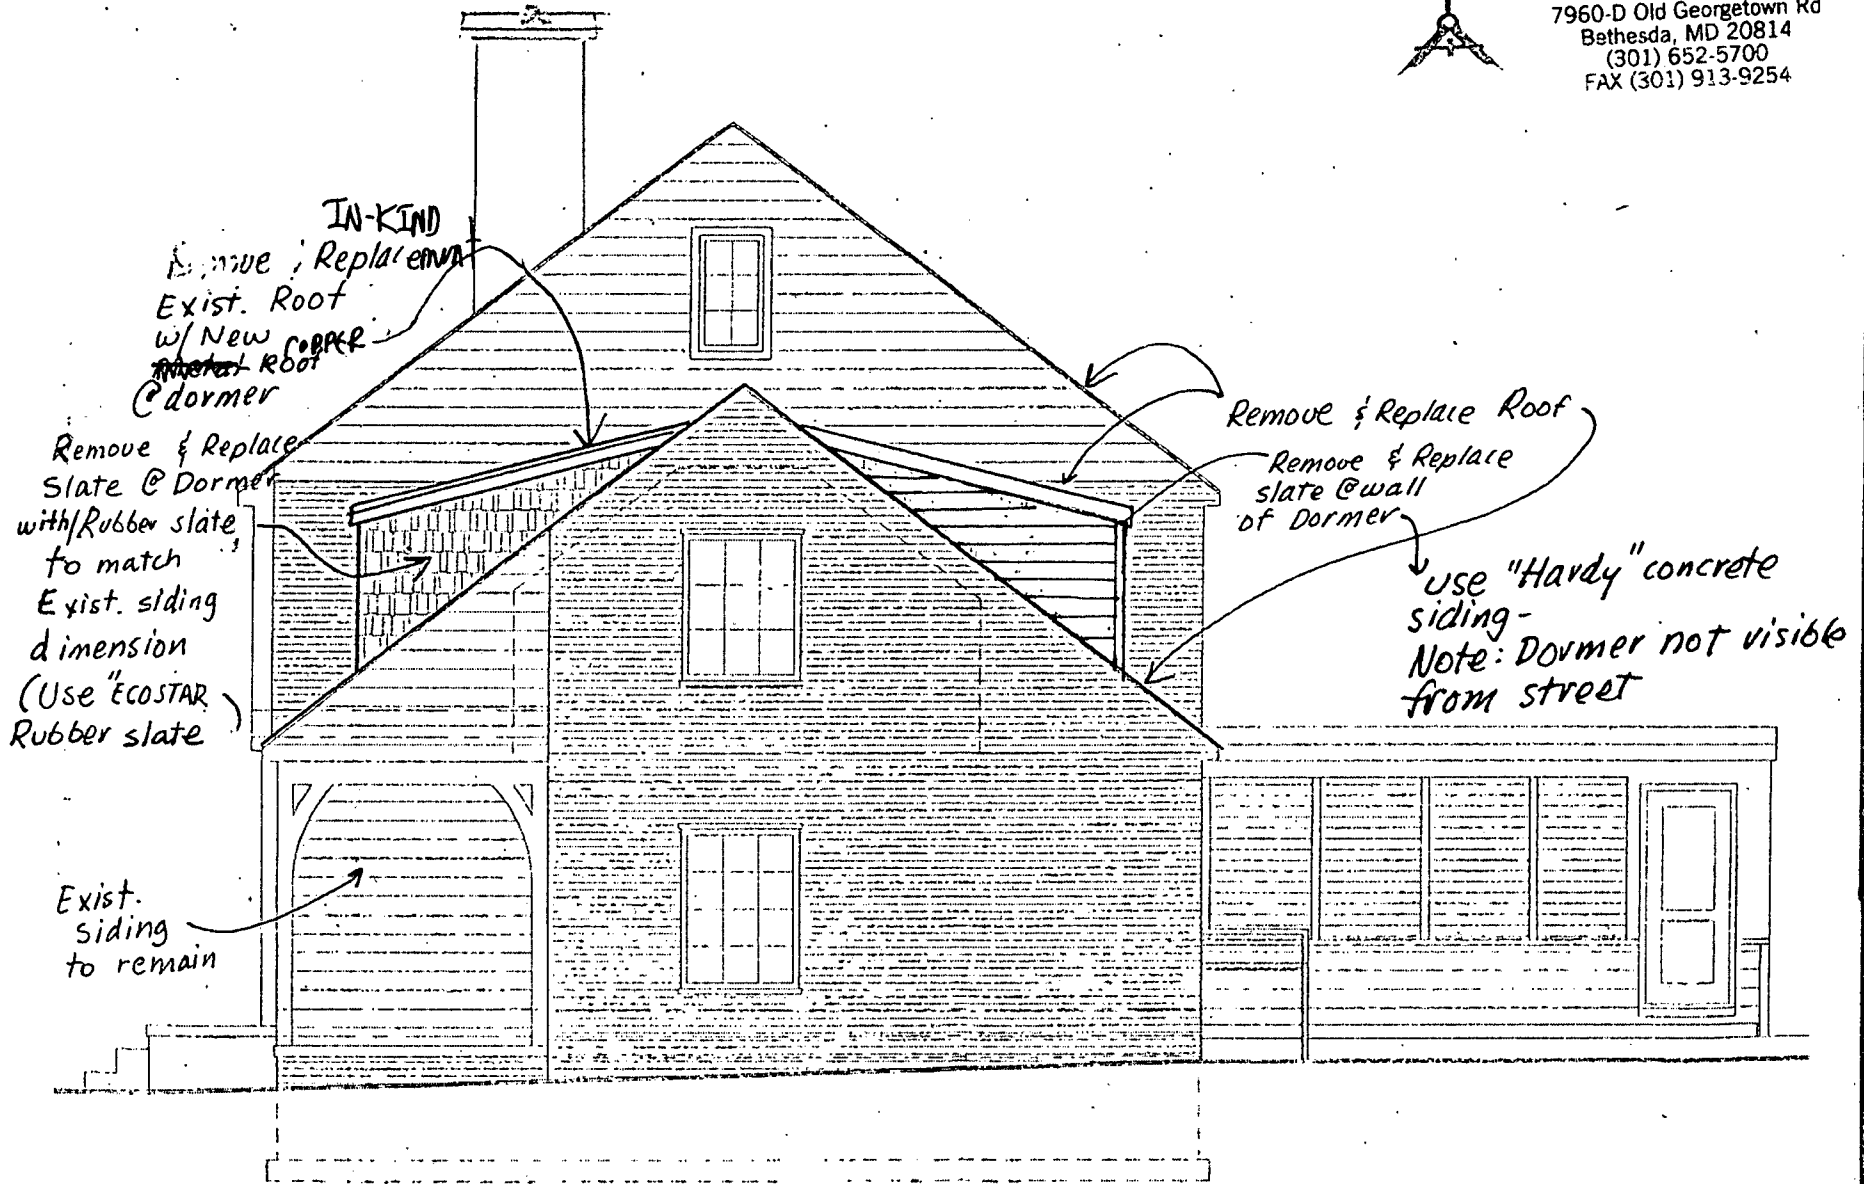 7960-D Old Georgetown Rd
Bethesda, MD 20814
(301) 652-5700
FAX (301) 913-9254
IN-KIND
Replacement
Exist. Roof
w/ New COPPER
Roof
@dormer
Remove & Replace
Slate @ Dormer
with/Rubber slate
to match
Exist. siding
dimension
(Use "ECOSTAR
Rubber slate
Exist.
siding
to remain
Remove & Replace Roof
Remove & Replace
slate @wall
of Dormer
use "Hardy" concrete
siding-
Note: Dormer not visible
from street